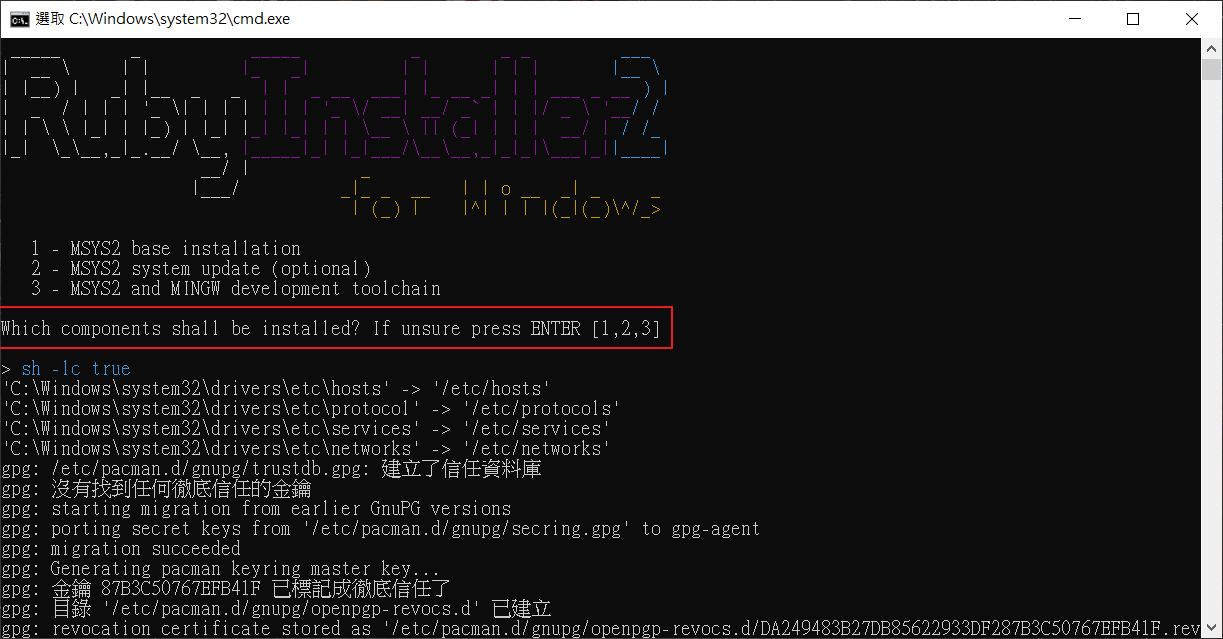 選取 C:\Windows\system32\cmd.exe
RubyInstaller2
for Windows
1 - MSYS2 base installation
2 - MSYS2 system update (optional)
3 - MSYS2 and MINGW development toolchain
Which components shall be installed? If unsure press ENTER [1,2,3]
> sh -lc true
'C:\Windows\system32\drivers\etc\hosts' -> '/etc/hosts'
'C:\Windows\system32\drivers\etc\protocol' -> '/etc/protocols'
'C:\Windows\system32\drivers\etc\services' -> '/etc/services'
'C:\Windows\system32\drivers\etc\networks' -> '/etc/networks'
gpg: /etc/pacman.d/gnupg/trustdb.gpg: 建立了信任資料庫
gpg: 沒有找到任何徹底信任的金鑰
gpg: starting migration from earlier GnuPG versions
gpg: porting secret keys from '/etc/pacman.d/gnupg/secring.gpg' to gpg-agent
gpg: migration succeeded
gpg: Generating pacman keyring master key...
gpg: 金鑰 87B3C50767EFB41F 已標記成徹底信任了
gpg: 目錄 '/etc/pacman.d/gnupg/openpgp-revocs.d' 已建立
gpg: revocation certificate stored as '/etc/pacman.d/gnupg/openpgp-revocs.d/DA249483B27DB85622933DF287B3C50767EFB41F.rev